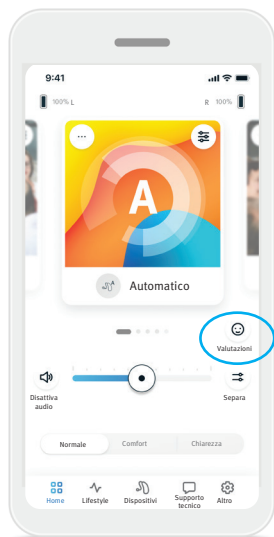 9:41
100% L
R 100%
A
Automatico
Valutazioni
Disattiva
audio
Separa
Normale
Comfort
Chiarezza
Home
Lifestyle
Dispositivi
Supporto
tecnico
Altro